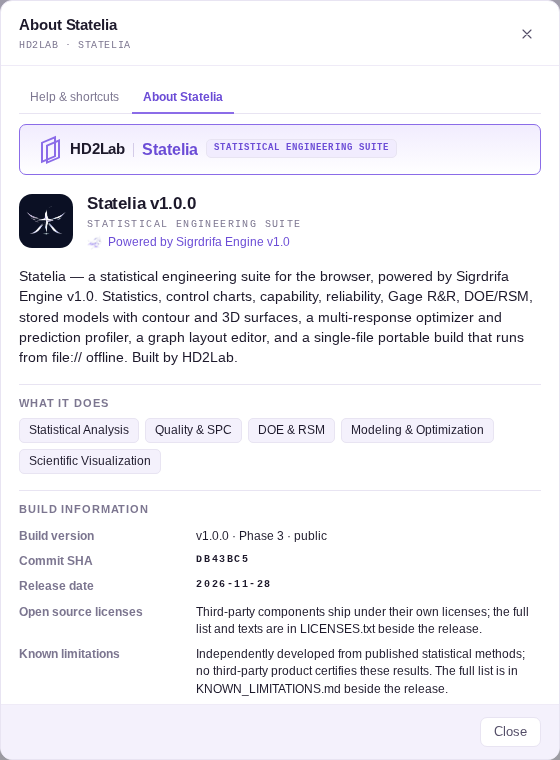 About Statelia
HD2LAB · STATELIA
Help & shortcuts
About Statelia
HD2Lab
Statelia
STATISTICAL ENGINEERING SUITE
Statelia v1.0.0
STATISTICAL ENGINEERING SUITE
Powered by Sigrdrifa Engine v1.0
Statelia — a statistical engineering suite for the browser, powered by Sigrdrifa
Engine v1.0. Statistics, control charts, capability, reliability, Gage R&R, DOE/RSM,
stored models with contour and 3D surfaces, a multi-response optimizer and
prediction profiler, a graph layout editor, and a single-file portable build that runs
from file:// offline. Built by HD2Lab.
WHAT IT DOES
Statistical Analysis
Quality & SPC
DOE & RSM
Modeling & Optimization
Scientific Visualization
BUILD INFORMATION
Build version
v1.0.0 · Phase 3 · public
Commit SHA
DB43BC5
Release date
2026-11-28
Open source licenses
Third-party components ship under their own licenses; the full
list and texts are in LICENSES.txt beside the release.
Known limitations
Independently developed from published statistical methods;
no third-party product certifies these results. The full list is in
KNOWN_LIMITATIONS.md beside the release.
Close